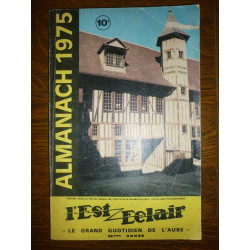 ALMANACH 1975
10F
l'Est Eclair
— LE GRAND QUOTIDIEN DE L'AUBE —